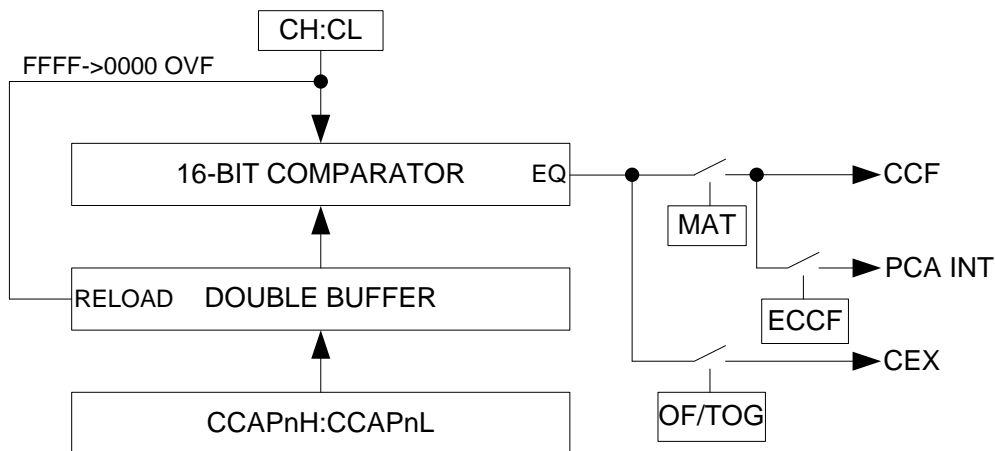 CH:CL
FFFF->0000 OVF
16-BIT COMPARATOR
EQ
CCF
MAT
PCA INT
RELOAD
DOUBLE BUFFER
ECCF
CEX
CCAPnH:CCAPnL
OF/TOG